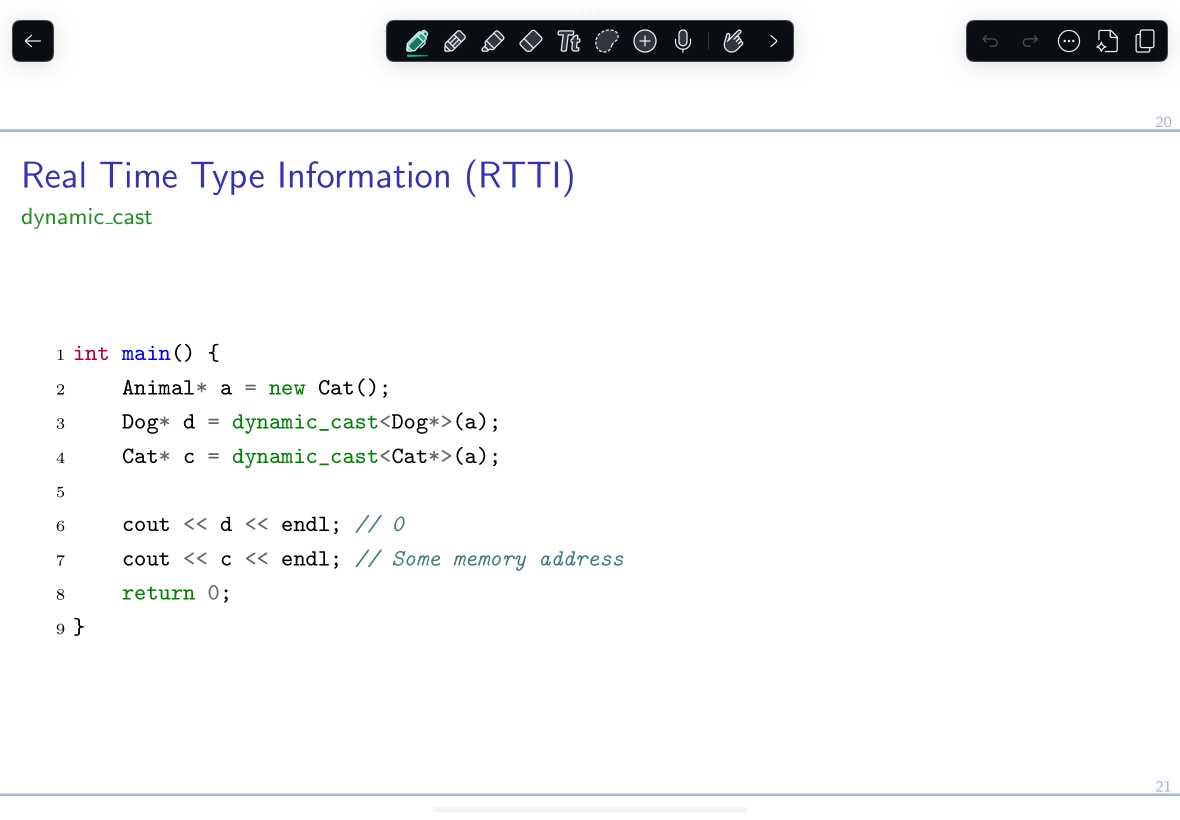 Tt
20
Real Time Type Information (RTTI)
dynamic_cast
1 int main() {
2 Animal* a = new Cat();
3 Dog* d = dynamic_cast<Dog*>(a);
4 Cat* c = dynamic_cast<Cat*>(a);
5
6 cout << d << endl; // 0
7 cout << c << endl; // Some memory address
8 return 0;
9 }
21